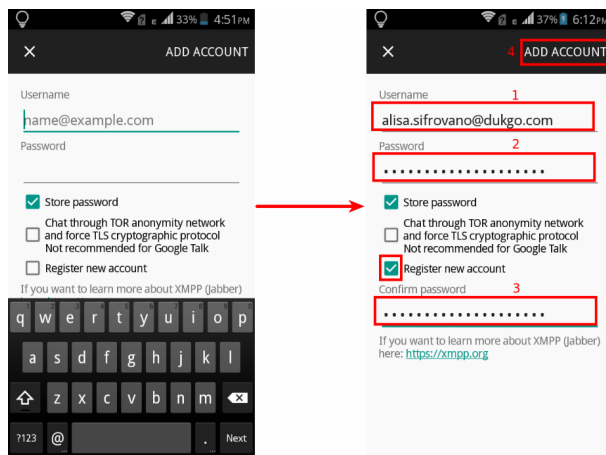 33% 4:51PM
ADD ACCOUNT
Username
name@example.com
Password
Store password
Chat through TOR anonymity network
and force TLS cryptographic protocol
Not recommended for Google Talk
Register new account
If you want to learn more about XMPP (Jabber)
q w e r t y u i o p
a s d f g h j k l
z x c v b n m
?123 @ . Next
37% 6:12PM
4 ADD ACCOUNT
Username 1
alisa.sifrovano@dukgo.com
Password 2
Store password
Chat through TOR anonymity network
and force TLS cryptographic protocol
Not recommended for Google Talk
Register new account
Confirm password 3
If you want to learn more about XMPP (Jabber)
here: https://xmpp.org